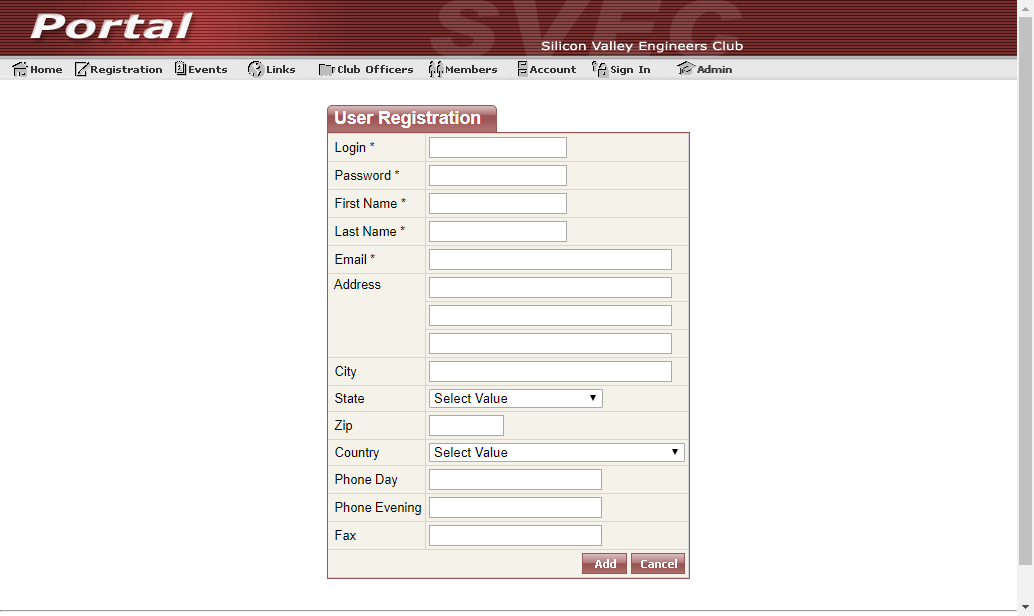 Portal
SVEC
Silicon Valley Engineers Club
Home Registration Events Links Club Officers Members Account Sign In Admin
User Registration
Login *
Password *
First Name *
Last Name *
Email *
Address
City
State Select Value
Zip
Country Select Value
Phone Day
Phone Evening
Fax
Add Cancel